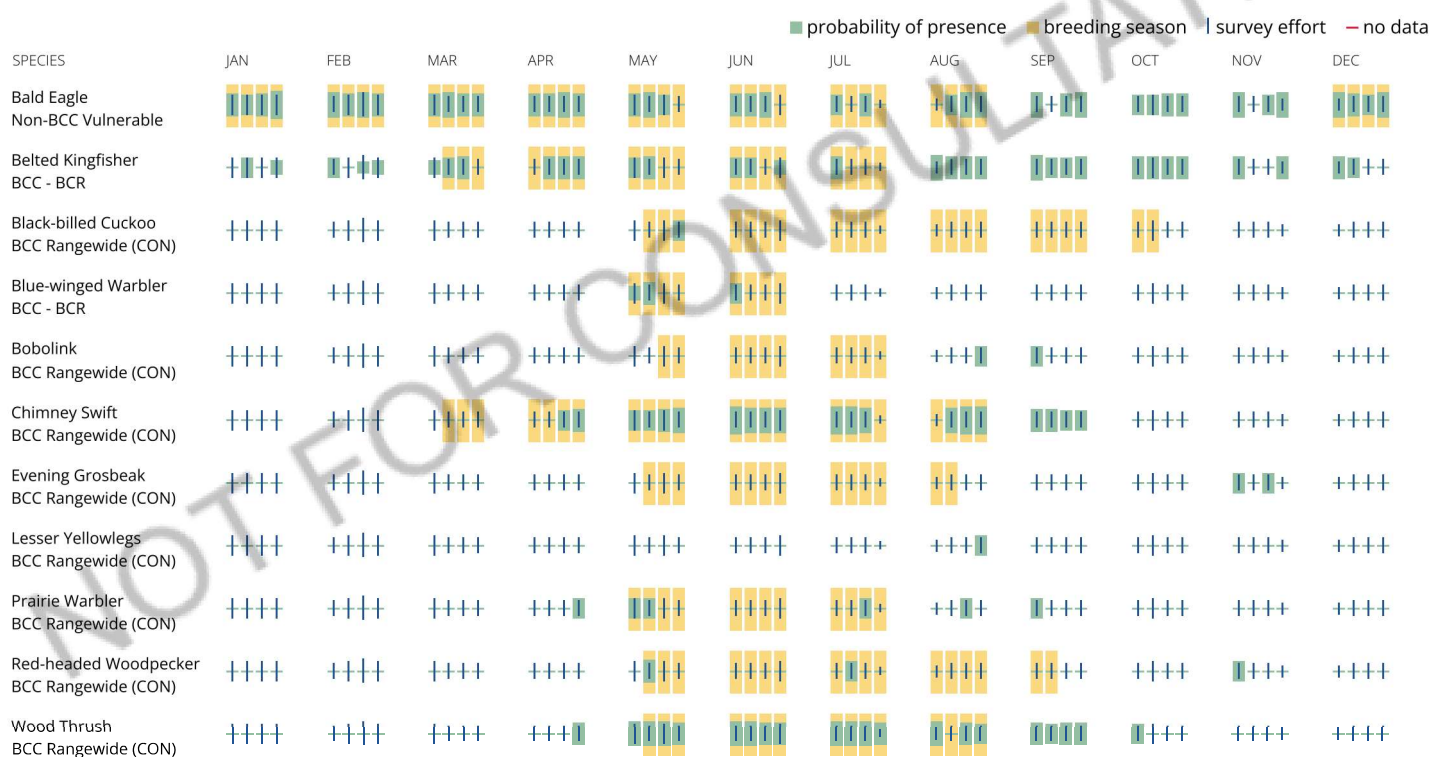 probability of presence breeding season survey effort no data
SPECIES JAN FEB MAR APR MAY JUN JUL AUG SEP OCT NOV DEC
Bald Eagle
Non-BCC Vulnerable
Belted Kingfisher
BCC - BCR
Black-billed Cuckoo
BCC Rangewide (CON)
Blue-winged Warbler
BCC - BCR
Bobolink
BCC Rangewide (CON)
Chimney Swift
BCC Rangewide (CON)
Evening Grosbeak
BCC Rangewide (CON)
Lesser Yellowlegs
BCC Rangewide (CON)
Prairie Warbler
BCC Rangewide (CON)
Red-headed Woodpecker
BCC Rangewide (CON)
Wood Thrush
BCC Rangewide (CON)
NOT FOR CONSULTA